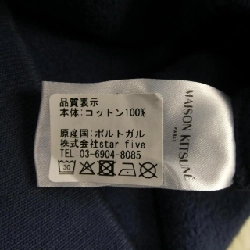 品質表示
本体:コットン100%
原産国:ポルトガル
株式会社star five
TEL 03-6904-8085
MAISON KITSUNÉ